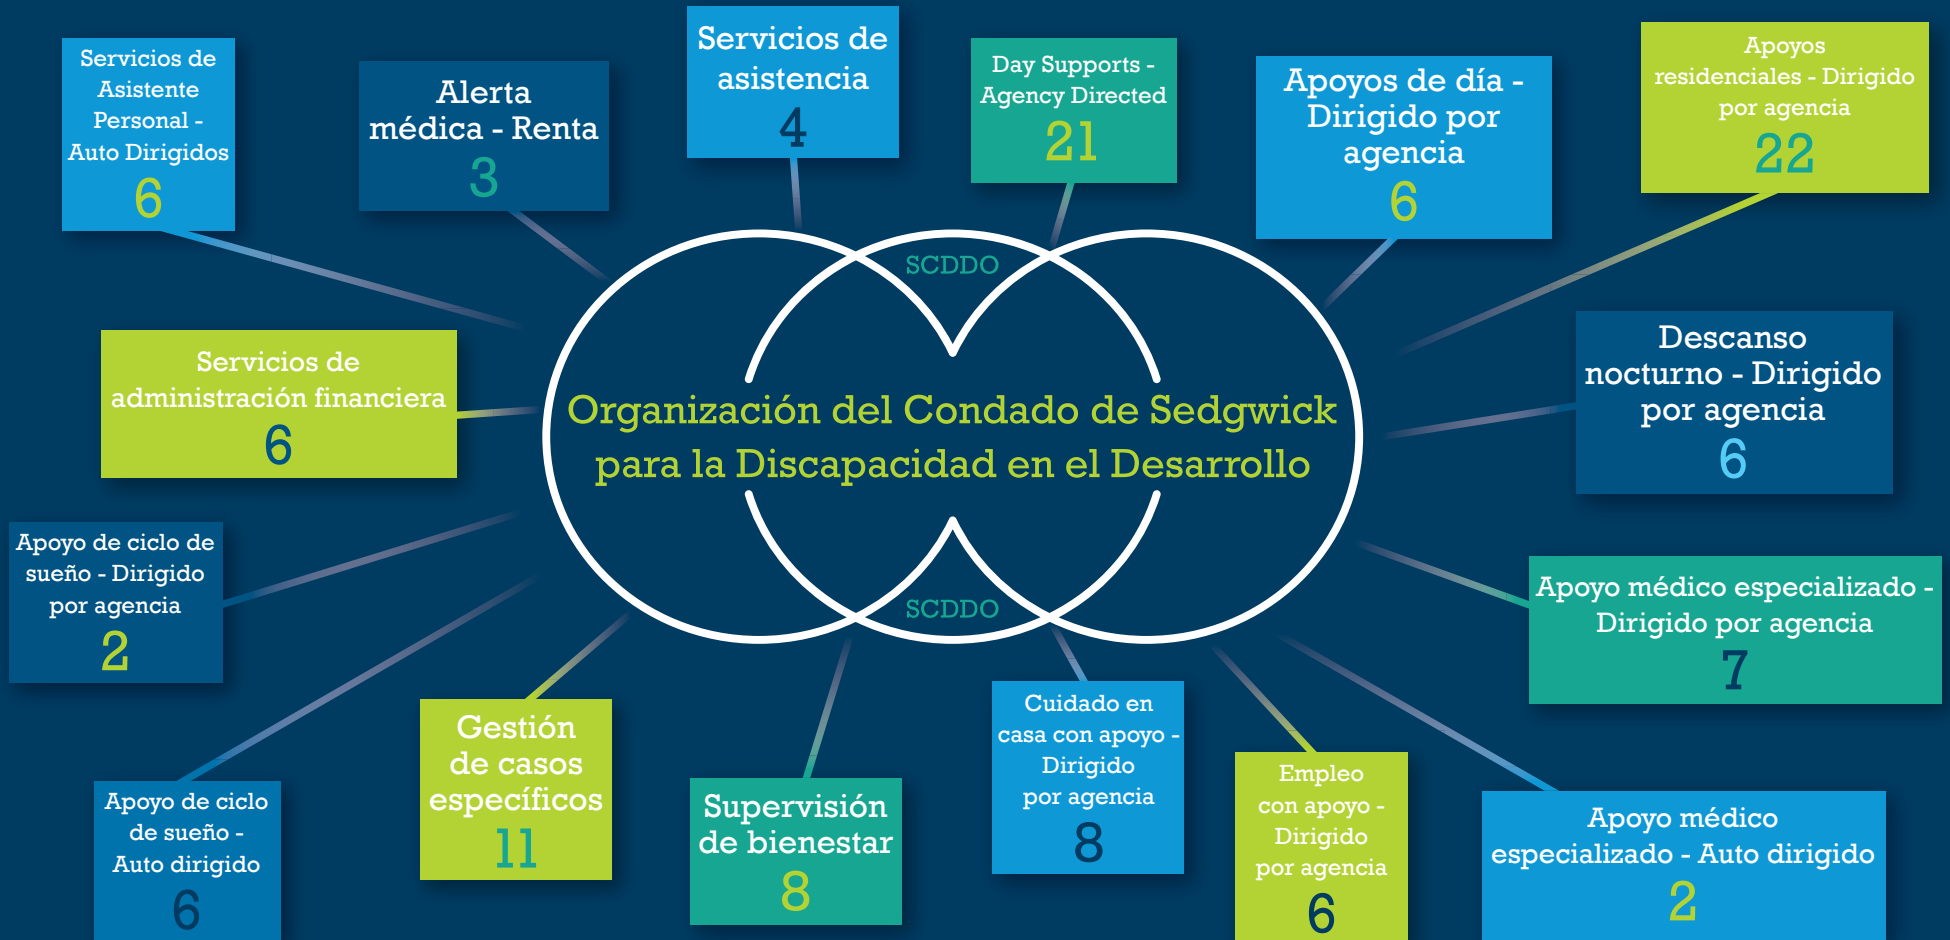 Servicios de
Asistente
Personal -
Auto Dirigidos
6
Alerta
médica - Renta
3
Servicios de
asistencia
4
Day Supports -
Agency Directed
21
Apoyos de día -
Dirigido por
agencia
6
Apoyos
residenciales - Dirigido
por agencia
22
SCDDO
Servicios de
administración financiera
6
Organización del Condado de Sedgwick
para la Discapacidad en el Desarrollo
Descanso
nocturno - Dirigido
por agencia
6
Apoyo de ciclo de
sueño - Dirigido
por agencia
2
SCDDO
Apoyo médico especializado -
Dirigido por agencia
7
Apoyo de ciclo
de sueño -
Auto dirigido
6
Gestión
de casos
específicos
11
Supervisión
de bienestar
8
Cuidado en
casa con apoyo -
Dirigido
por agencia
8
Empleo
con apoyo -
Dirigido
por agencia
6
Apoyo médico
especializado - Auto dirigido
2